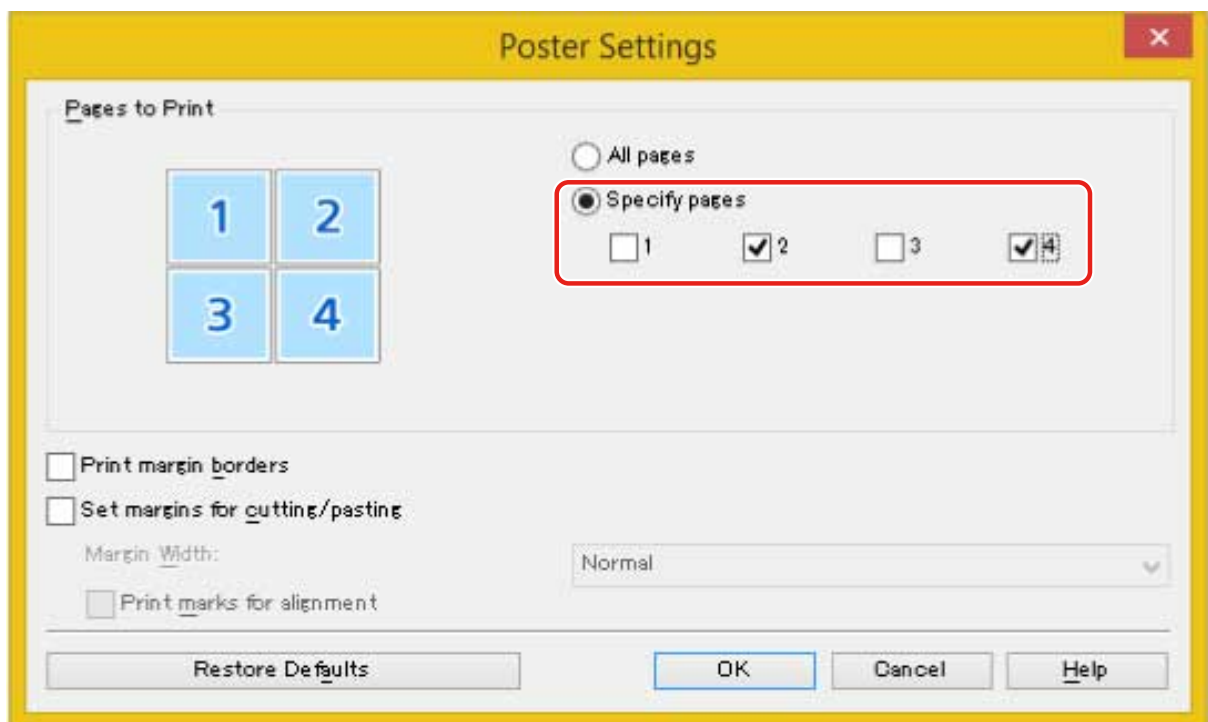 Poster Settings
Pages to Print
All pages
1 2
Specify pages
1 2 3 4
3 4
Print margin borders
Set margins for cutting/pasting
Margin Width: Normal
Print marks for alignment
Restore Defaults OK Cancel Help